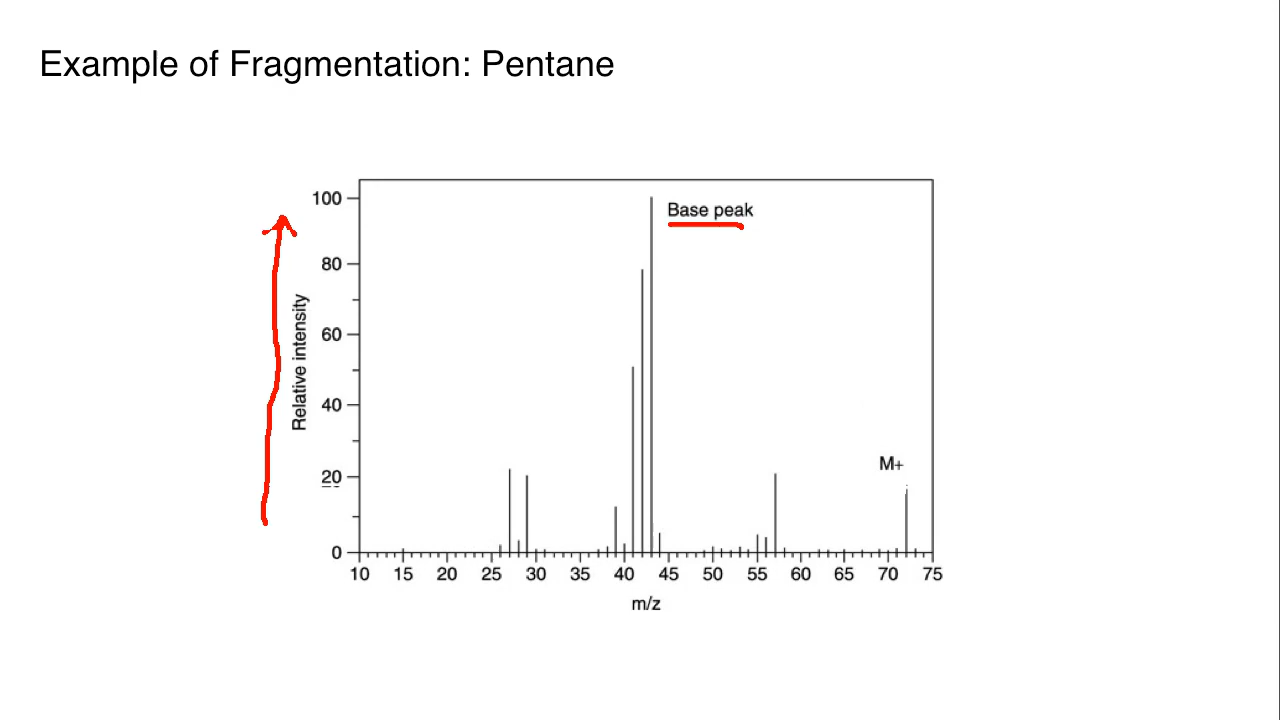 Example of Fragmentation: Pentane
100
Base peak
80
60
Relative intensity
40
M+
20
0
10 15 20 25 30 35 40 45 50 55 60 65 70 75
m/z